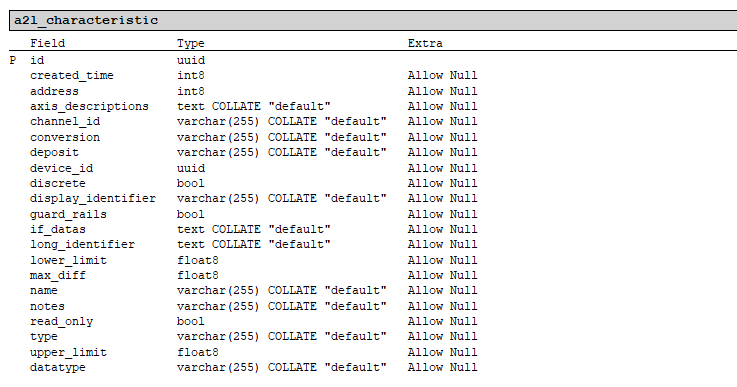 a2l_characteristic
Field Type Extra
P id uuid
created_time int8 Allow Null
address int8 Allow Null
axis_descriptions text COLLATE "default" Allow Null
channel_id varchar(255) COLLATE "default" Allow Null
conversion varchar(255) COLLATE "default" Allow Null
deposit varchar(255) COLLATE "default" Allow Null
device_id uuid Allow Null
discrete bool Allow Null
display_identifier varchar(255) COLLATE "default" Allow Null
guard_rails bool Allow Null
if_datas text COLLATE "default" Allow Null
long_identifier text COLLATE "default" Allow Null
lower_limit float8 Allow Null
max_diff float8 Allow Null
name varchar(255) COLLATE "default" Allow Null
notes varchar(255) COLLATE "default" Allow Null
read_only bool Allow Null
type varchar(255) COLLATE "default" Allow Null
upper_limit float8 Allow Null
datatype varchar(255) COLLATE "default" Allow Null